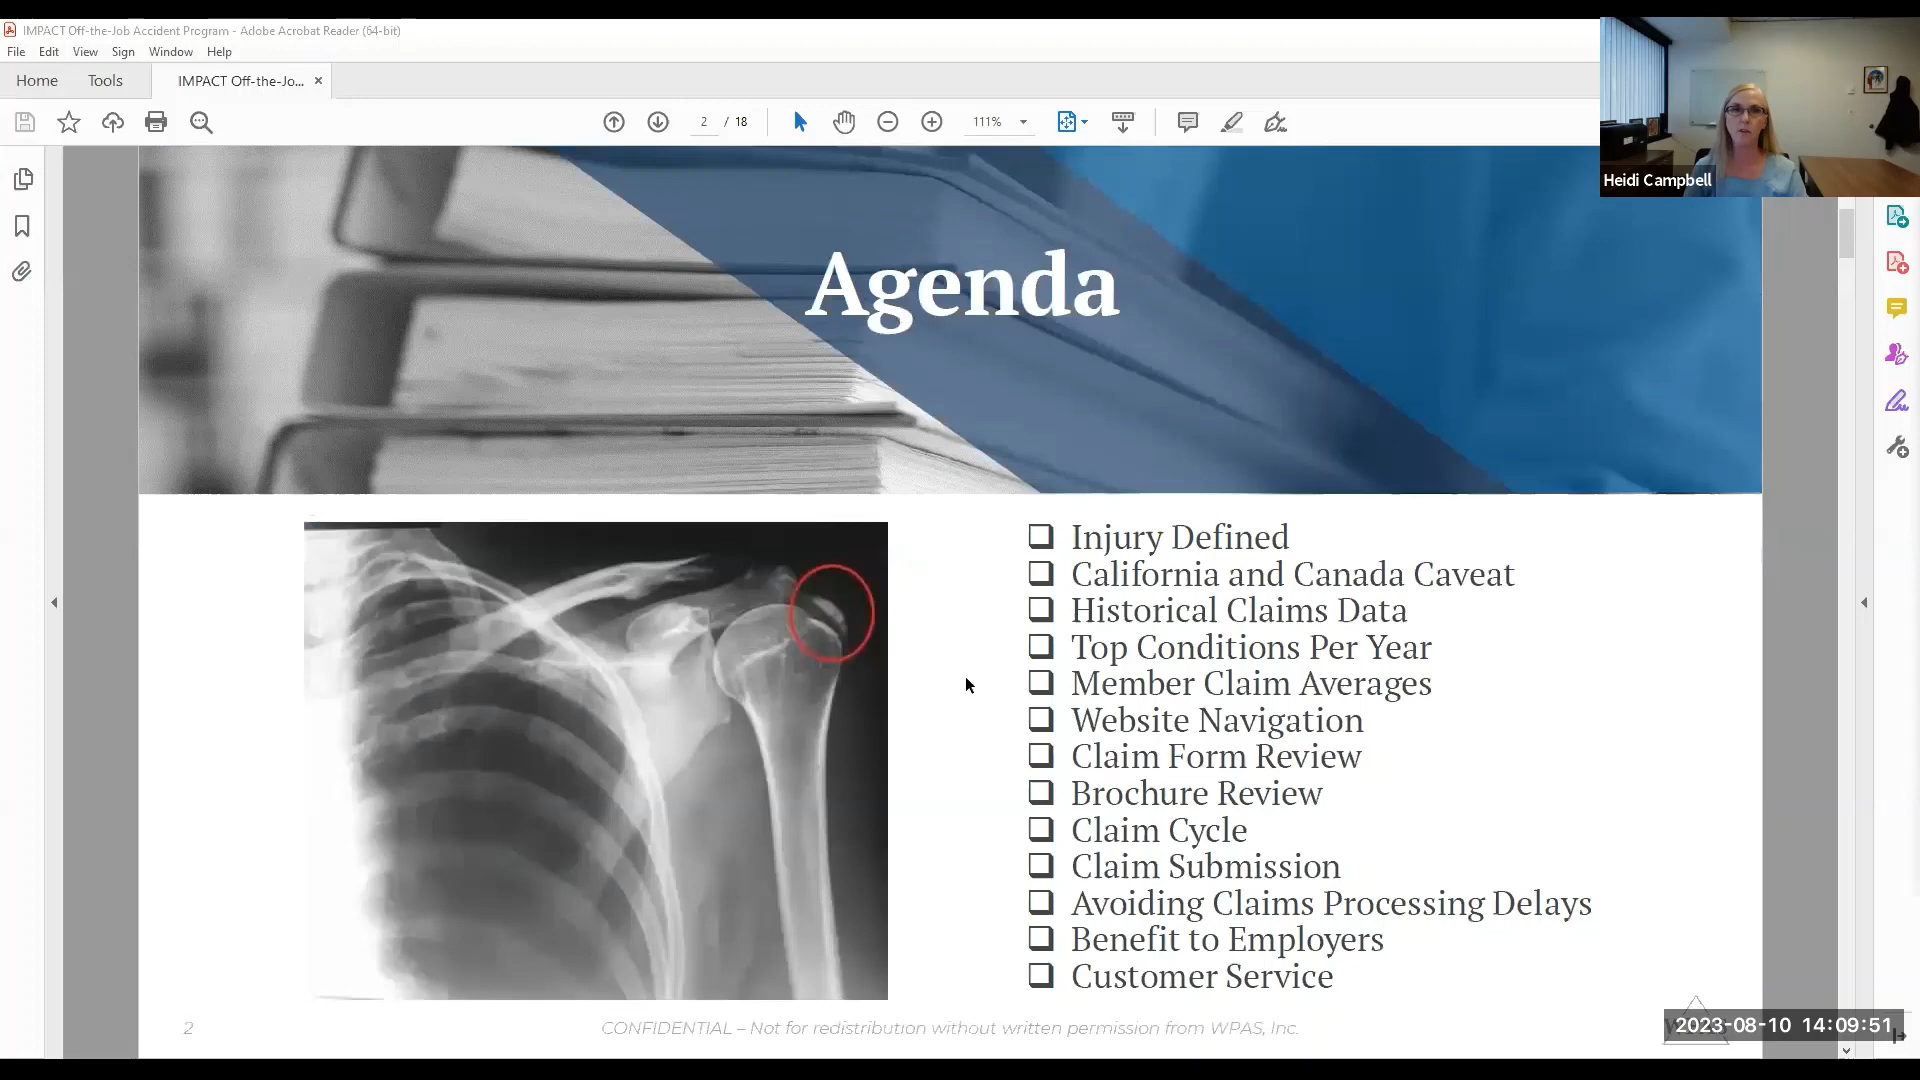 IMPACT Off-the-Job Accident Program - Adobe Acrobat Reader (64-bit)
File Edit View Sign Window Help
Home Tools IMPACT Off-the-Jo... ×
2 / 18 111%
Heidi Campbell
Agenda
Injury Defined
California and Canada Caveat
Historical Claims Data
Top Conditions Per Year
Member Claim Averages
Website Navigation
Claim Form Review
Brochure Review
Claim Cycle
Claim Submission
Avoiding Claims Processing Delays
Benefit to Employers
Customer Service
2 CONFIDENTIAL – Not for redistribution without written permission from WPAS, Inc.
2023-08-10 14:09:51